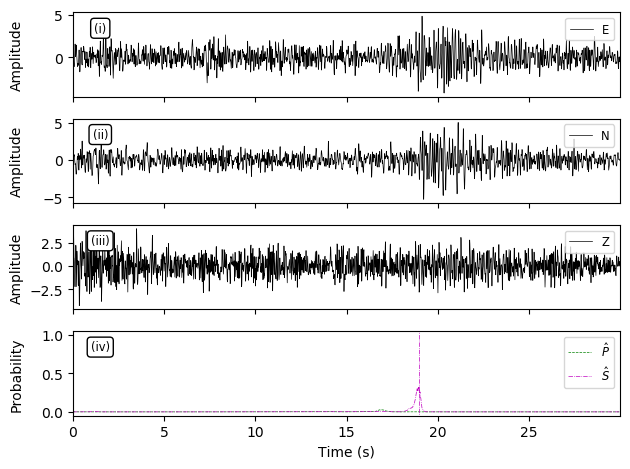 5
0
Amplitude
(i)
E
5
0
−5
Amplitude
(ii)
N
2.5
0.0
−2.5
Amplitude
(iii)
Z
1.0
0.5
0.0
Probability
(iv)
P̂
Ŝ
0 5 10 15 20 25
Time (s)